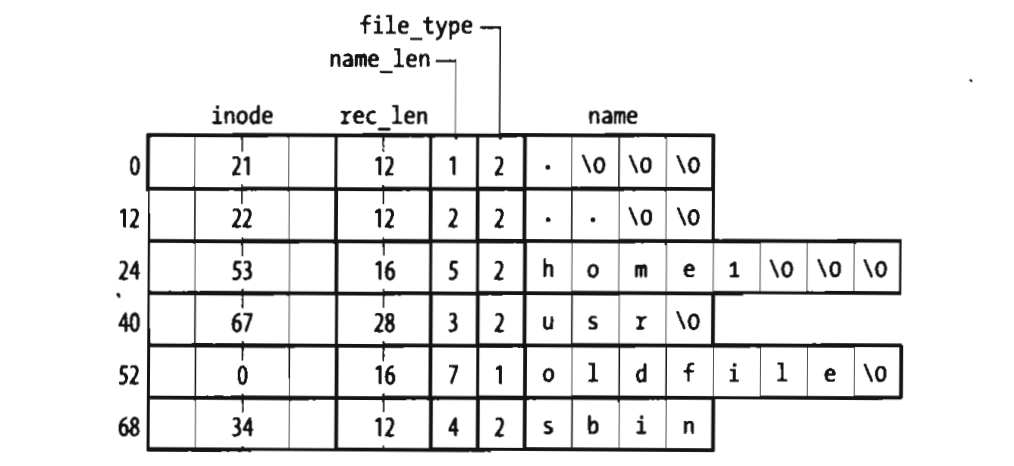 file_type
name_len
inode rec_len name
0 21 12 1 2 . \0 \0 \0
12 22 12 2 2 . . \0 \0
24 53 16 5 2 h o m e 1 \0 \0 \0
40 67 28 3 2 u s r \0
52 0 16 7 1 o l d f i l e \0
68 34 12 4 2 s b i n